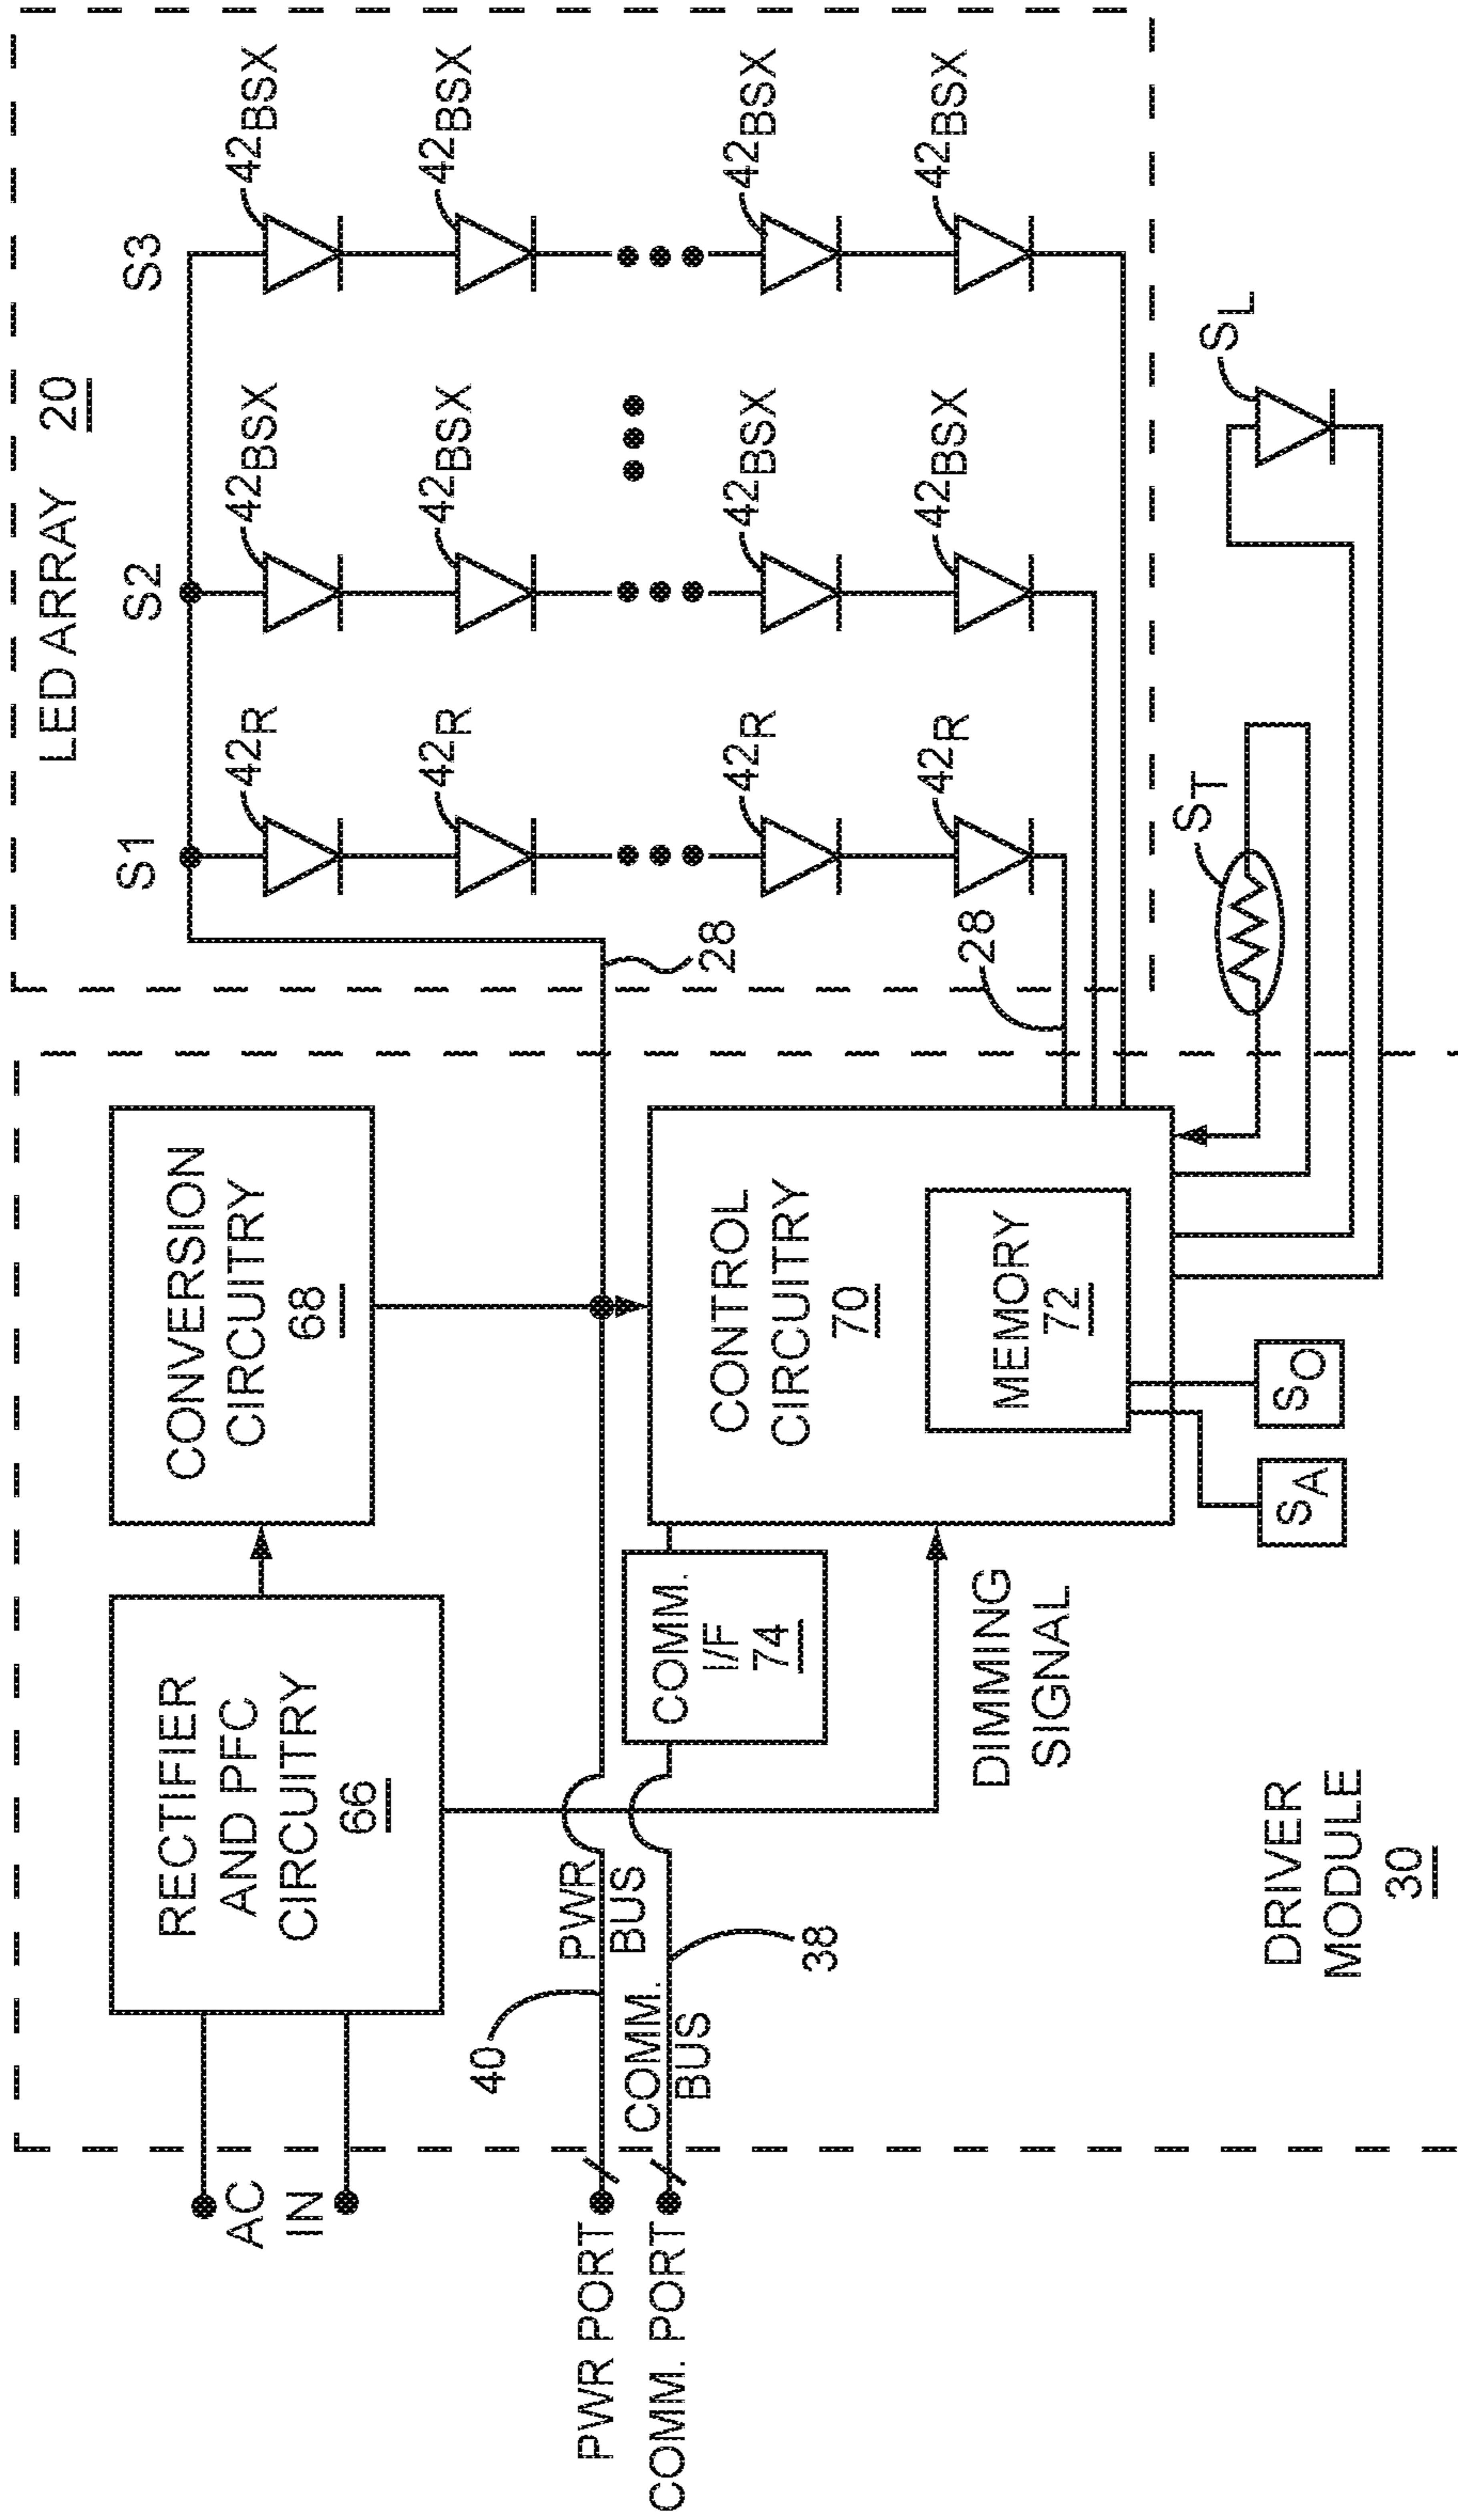 LED ARRAY 20
S1
S2
S3
42R
42BSX
42BSX
42R
42BSX
42BSX
42R
42BSX
42BSX
42R
42BSX
42BSX
28
28
ST
SL
RECTIFIER
AND PFC
CIRCUITRY
66
CONVERSION
CIRCUITRY
68
AC
IN
40
PWR
BUS
PWR PORT
COMM.
BUS
COMM. PORT
38
COMM.
I/F
74
CONTROL
CIRCUITRY
70
MEMORY
72
DIMMING
SIGNAL
SA
SO
DRIVER
MODULE
30